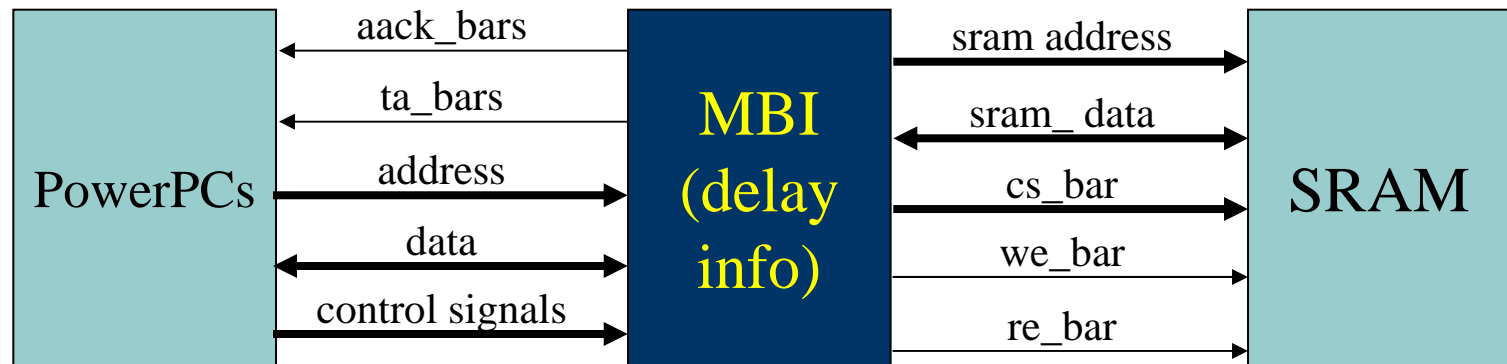 PowerPCs
aack_bars
ta_bars
address
data
control signals
MBI
(delay
info)
sram address
sram_ data
cs_bar
we_bar
re_bar
SRAM